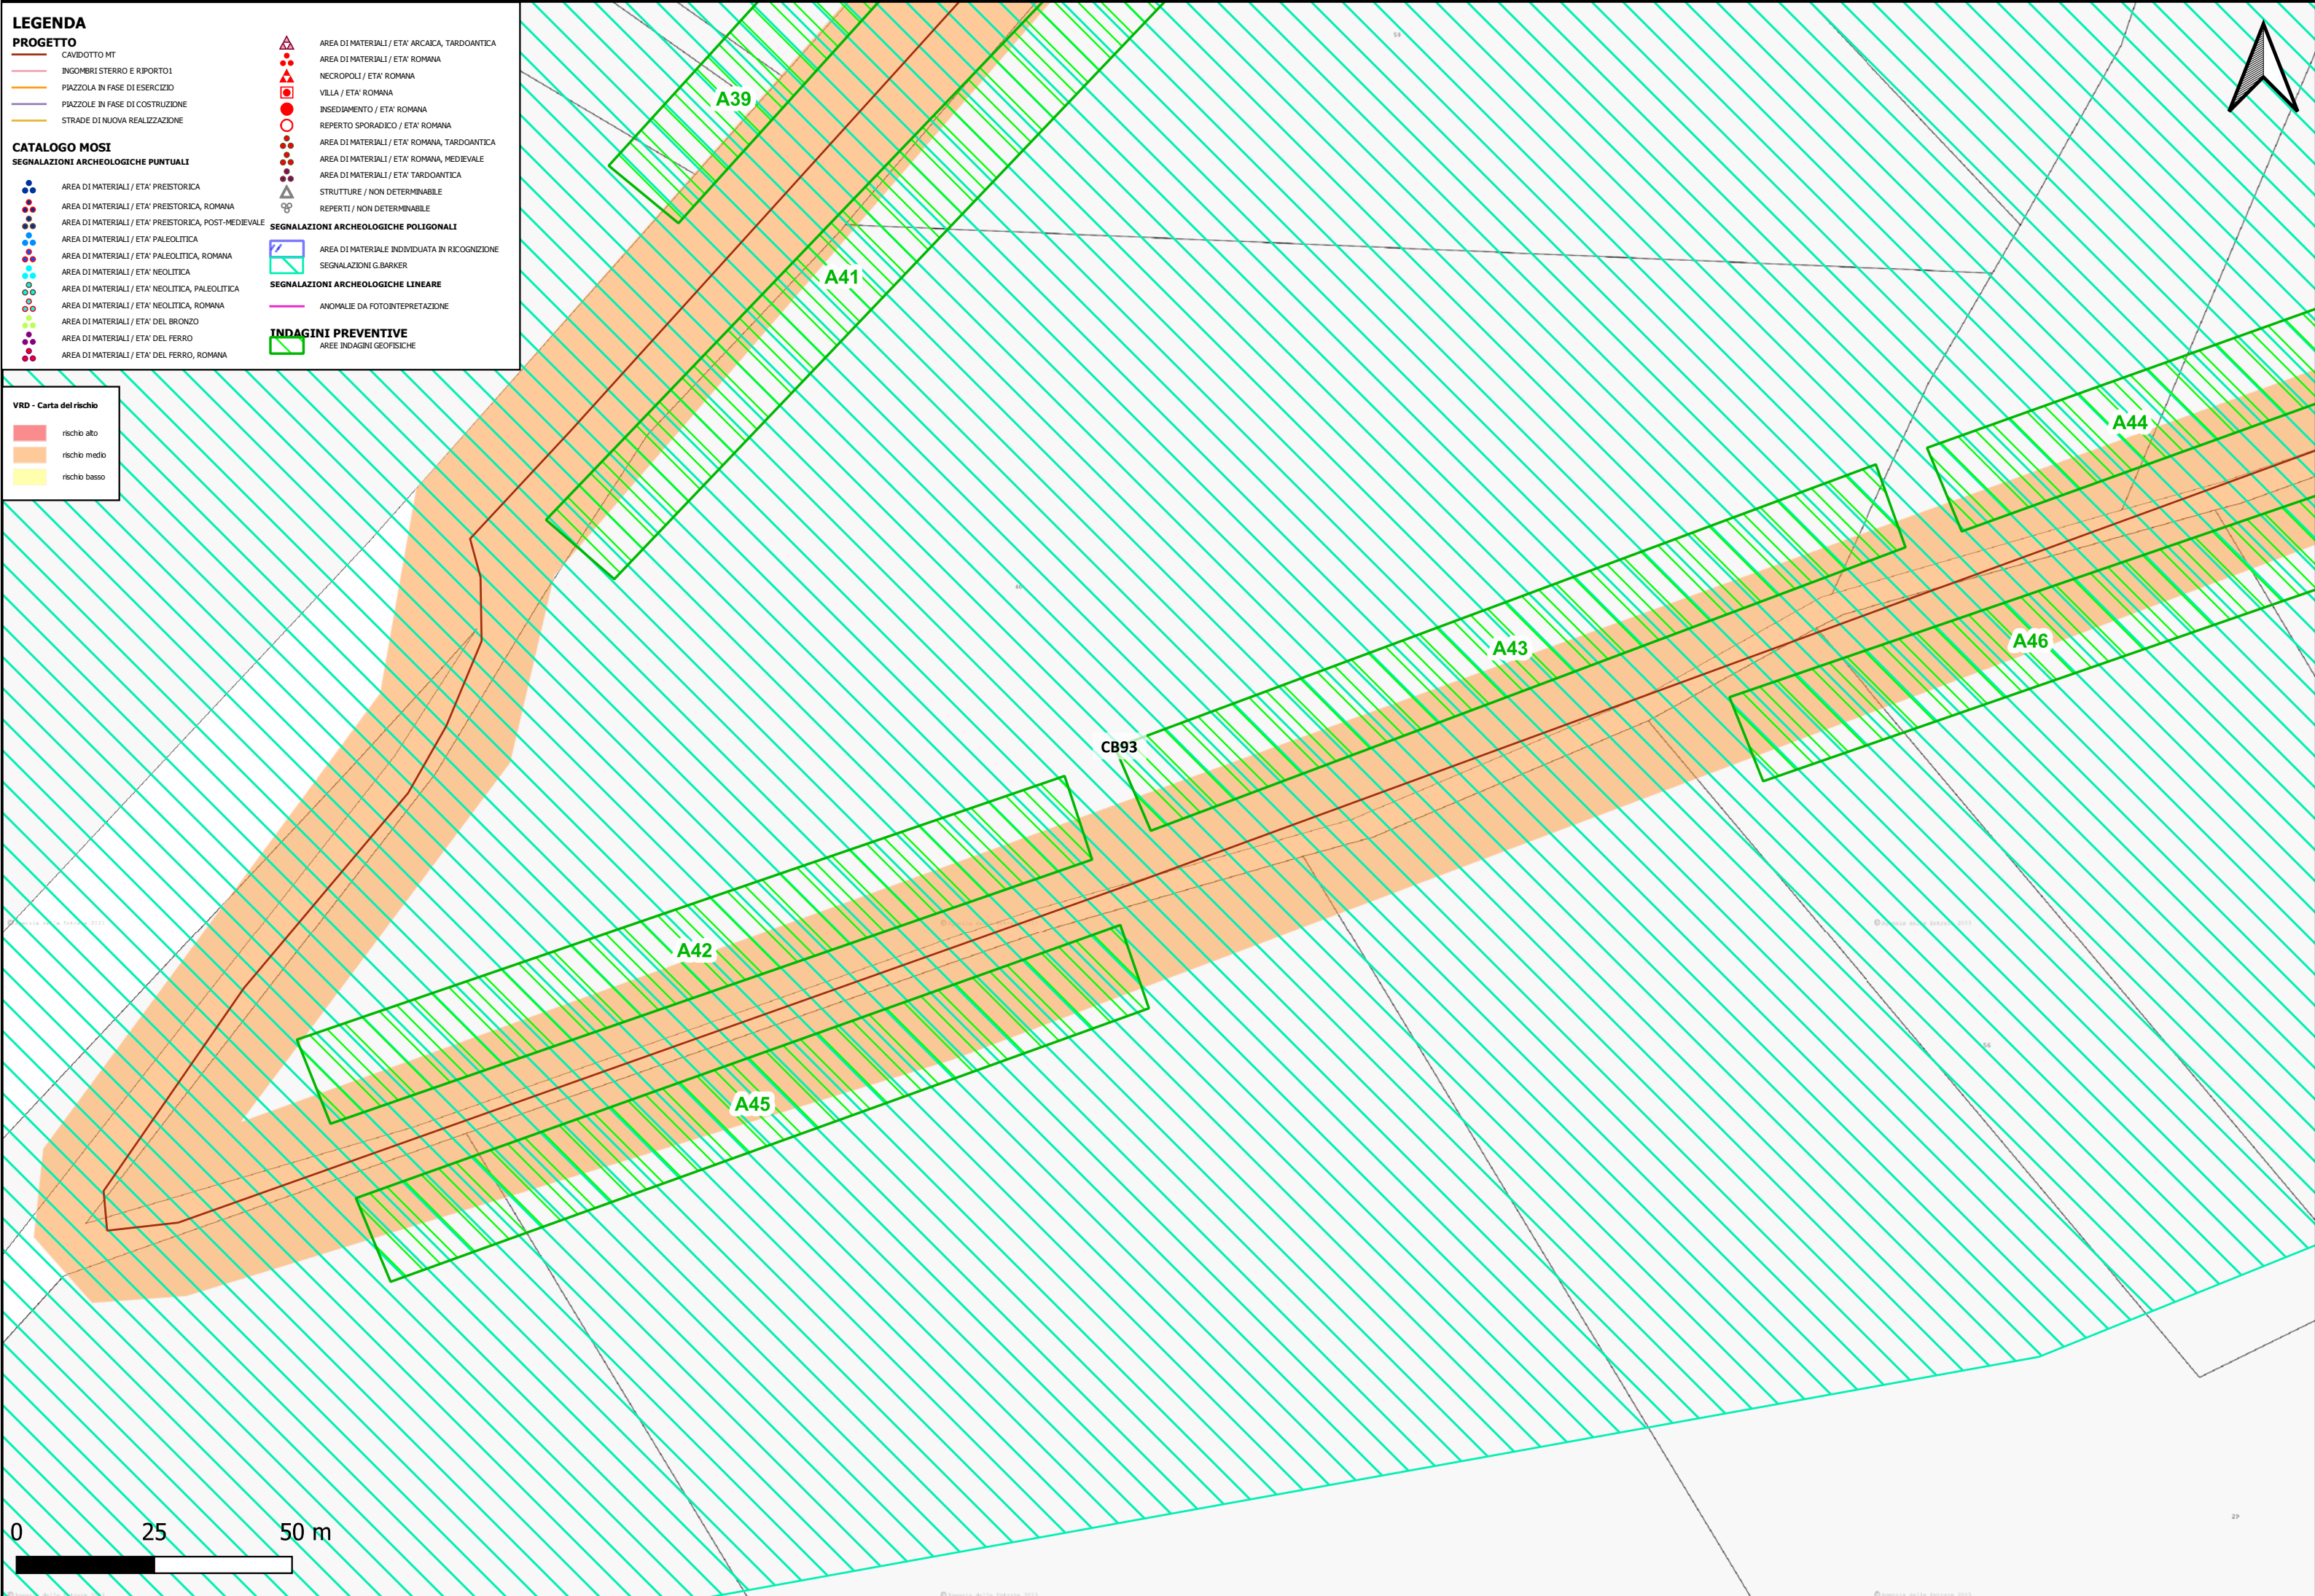 LEGENDA
PROGETTO
CAVIDOTTO MT
INGOMBRI STERRO E RIPORTO1
PIAZZOLA IN FASE DI ESERCIZIO
PIAZZOLE IN FASE DI COSTRUZIONE
STRADE DI NUOVA REALIZZAZIONE
CATALOGO MOSI
SEGNALAZIONI ARCHEOLOGICHE PUNTUALI
AREA DI MATERIALI / ETA' PREISTORICA
AREA DI MATERIALI / ETA' PREISTORICA, ROMANA
AREA DI MATERIALI / ETA' PREISTORICA, POST-MEDIEVALE
AREA DI MATERIALI / ETA' PALEOLITICA
AREA DI MATERIALI / ETA' PALEOLITICA, ROMANA
AREA DI MATERIALI / ETA' NEOLITICA
AREA DI MATERIALI / ETA' NEOLITICA, PALEOLITICA
AREA DI MATERIALI / ETA' NEOLITICA, ROMANA
AREA DI MATERIALI / ETA' DEL BRONZO
AREA DI MATERIALI / ETA' DEL FERRO
AREA DI MATERIALI / ETA' DEL FERRO, ROMANA
AREA DI MATERIALI / ETA' ARCAICA, TARDOANTICA
AREA DI MATERIALI / ETA' ROMANA
NECROPOLI / ETA' ROMANA
VILLA / ETA' ROMANA
INSEDIAMENTO / ETA' ROMANA
REPERTO SPORADICO / ETA' ROMANA
AREA DI MATERIALI / ETA' ROMANA, TARDOANTICA
AREA DI MATERIALI / ETA' ROMANA, MEDIEVALE
AREA DI MATERIALI / ETA' TARDOANTICA
STRUTTURE / NON DETERMINABILE
REPERTI / NON DETERMINABILE
SEGNALAZIONI ARCHEOLOGICHE POLIGONALI
AREA DI MATERIALE INDIVIDUATA IN RICOGNIZIONE
SEGNALAZIONI G.BARKER
SEGNALAZIONI ARCHEOLOGICHE LINEARE
ANOMALIE DA FOTOINTEPRETAZIONE
INDAGINI PREVENTIVE
AREE INDAGINI GEOFISICHE
VRD - Carta del rischio
rischio alto
rischio medio
rischio basso
59
A39
A41
A44
A43
A46
CB93
A42
A45
56
29
0 25 50 m